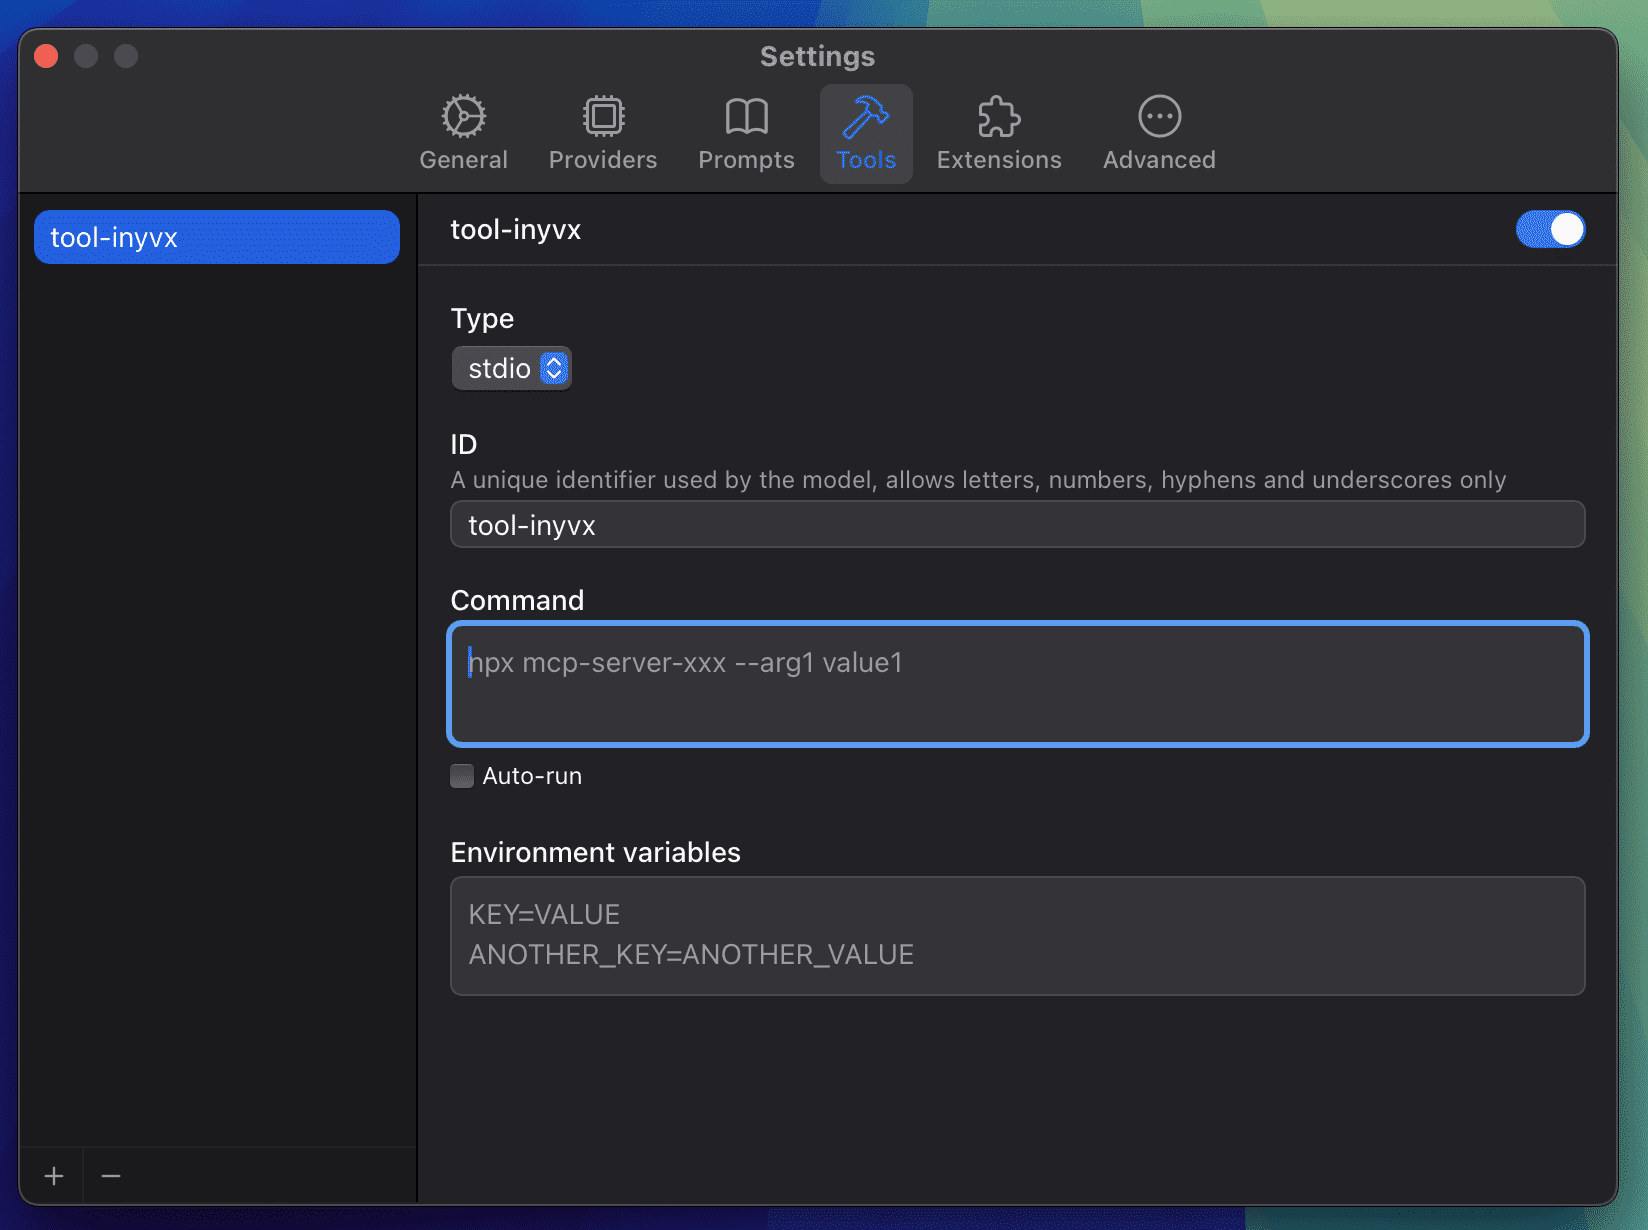 Settings
General
Providers
Prompts
Tools
Extensions
Advanced
tool-inyvx
tool-inyvx
Type
stdio
ID
A unique identifier used by the model, allows letters, numbers, hyphens and underscores only
tool-inyvx
Command
npx mcp-server-xxx --arg1 value1
Auto-run
Environment variables
KEY=VALUE
ANOTHER_KEY=ANOTHER_VALUE